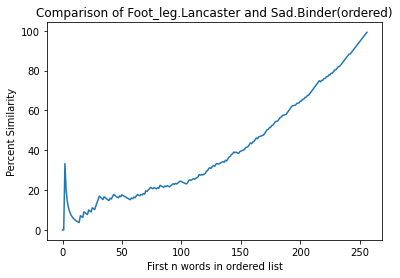 Comparison of Foot_leg.Lancaster and Sad.Binder(ordered)
100
80
60
40
20
0
Percent Similarity
0 50 100 150 200 250
First n words in ordered list